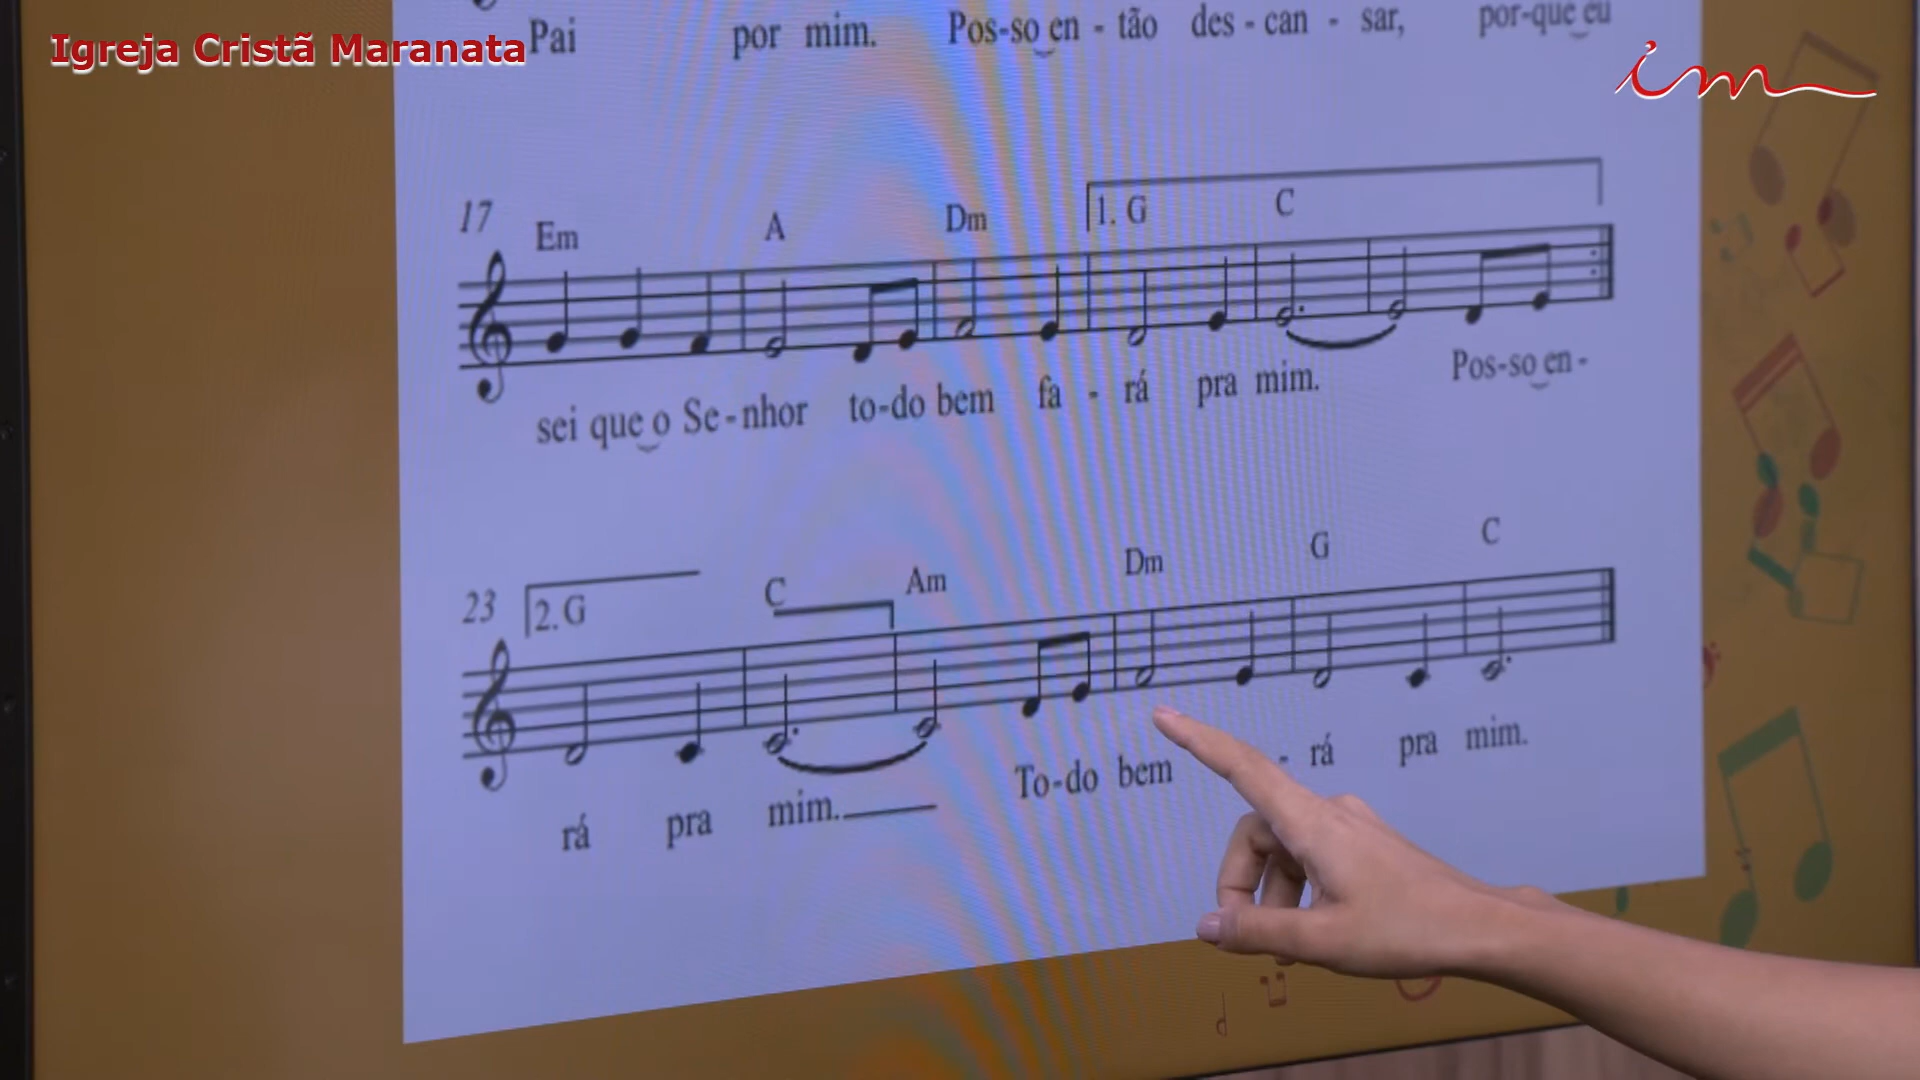 Igreja Cristã Maranata
Pai por mim. Pos-so en - tão des - can - sar, por-que eu
im
17 Em A Dm 1. G C
sei que o Se-nhor to-do bem fa - rá pra mim. Pos-so en-
23 2. G C Am Dm G C
rá pra mim. To-do bem - rá pra mim.